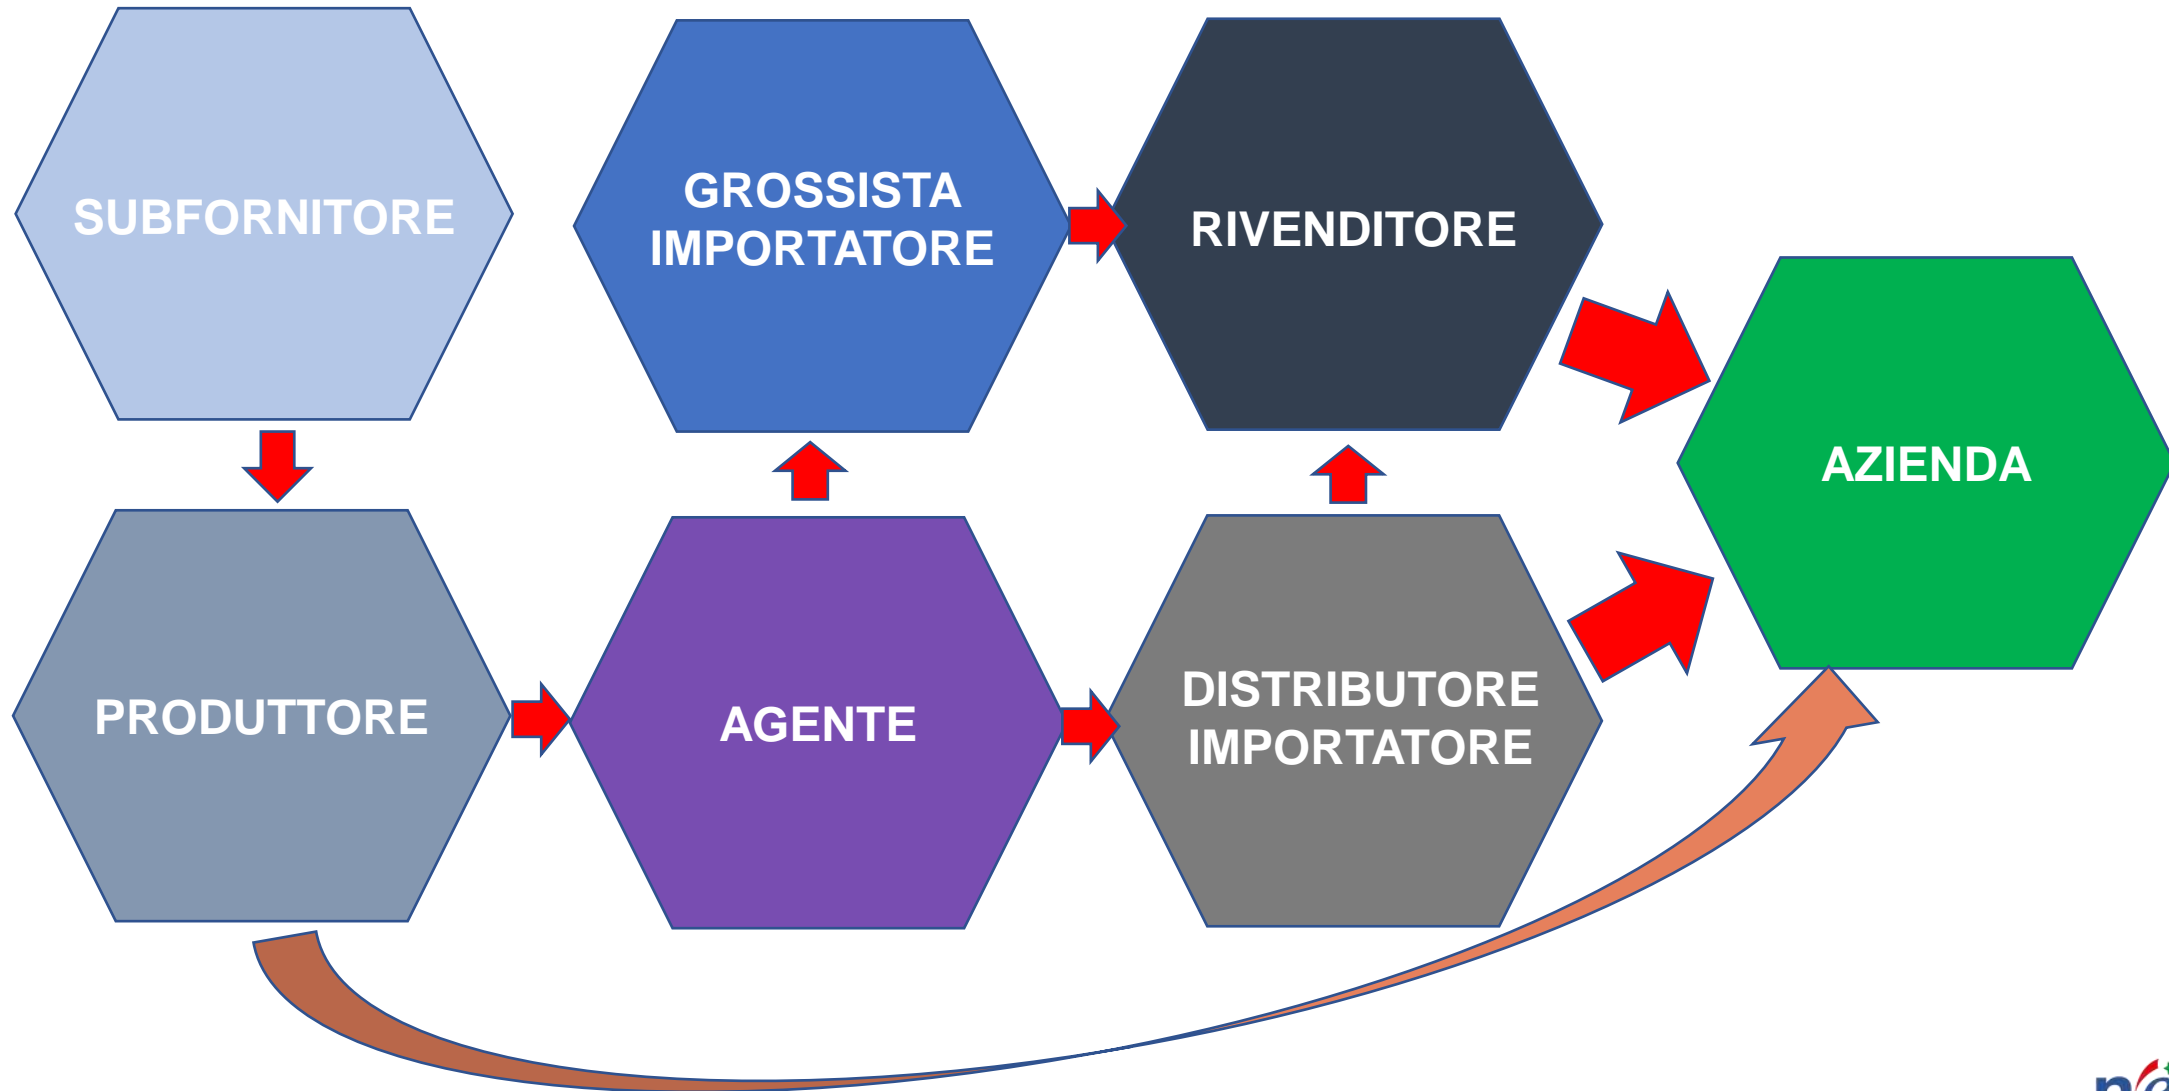 SUBFORNITORE
GROSSISTA
IMPORTATORE
RIVENDITORE
AZIENDA
PRODUTTORE
AGENTE
DISTRIBUTORE
IMPORTATORE